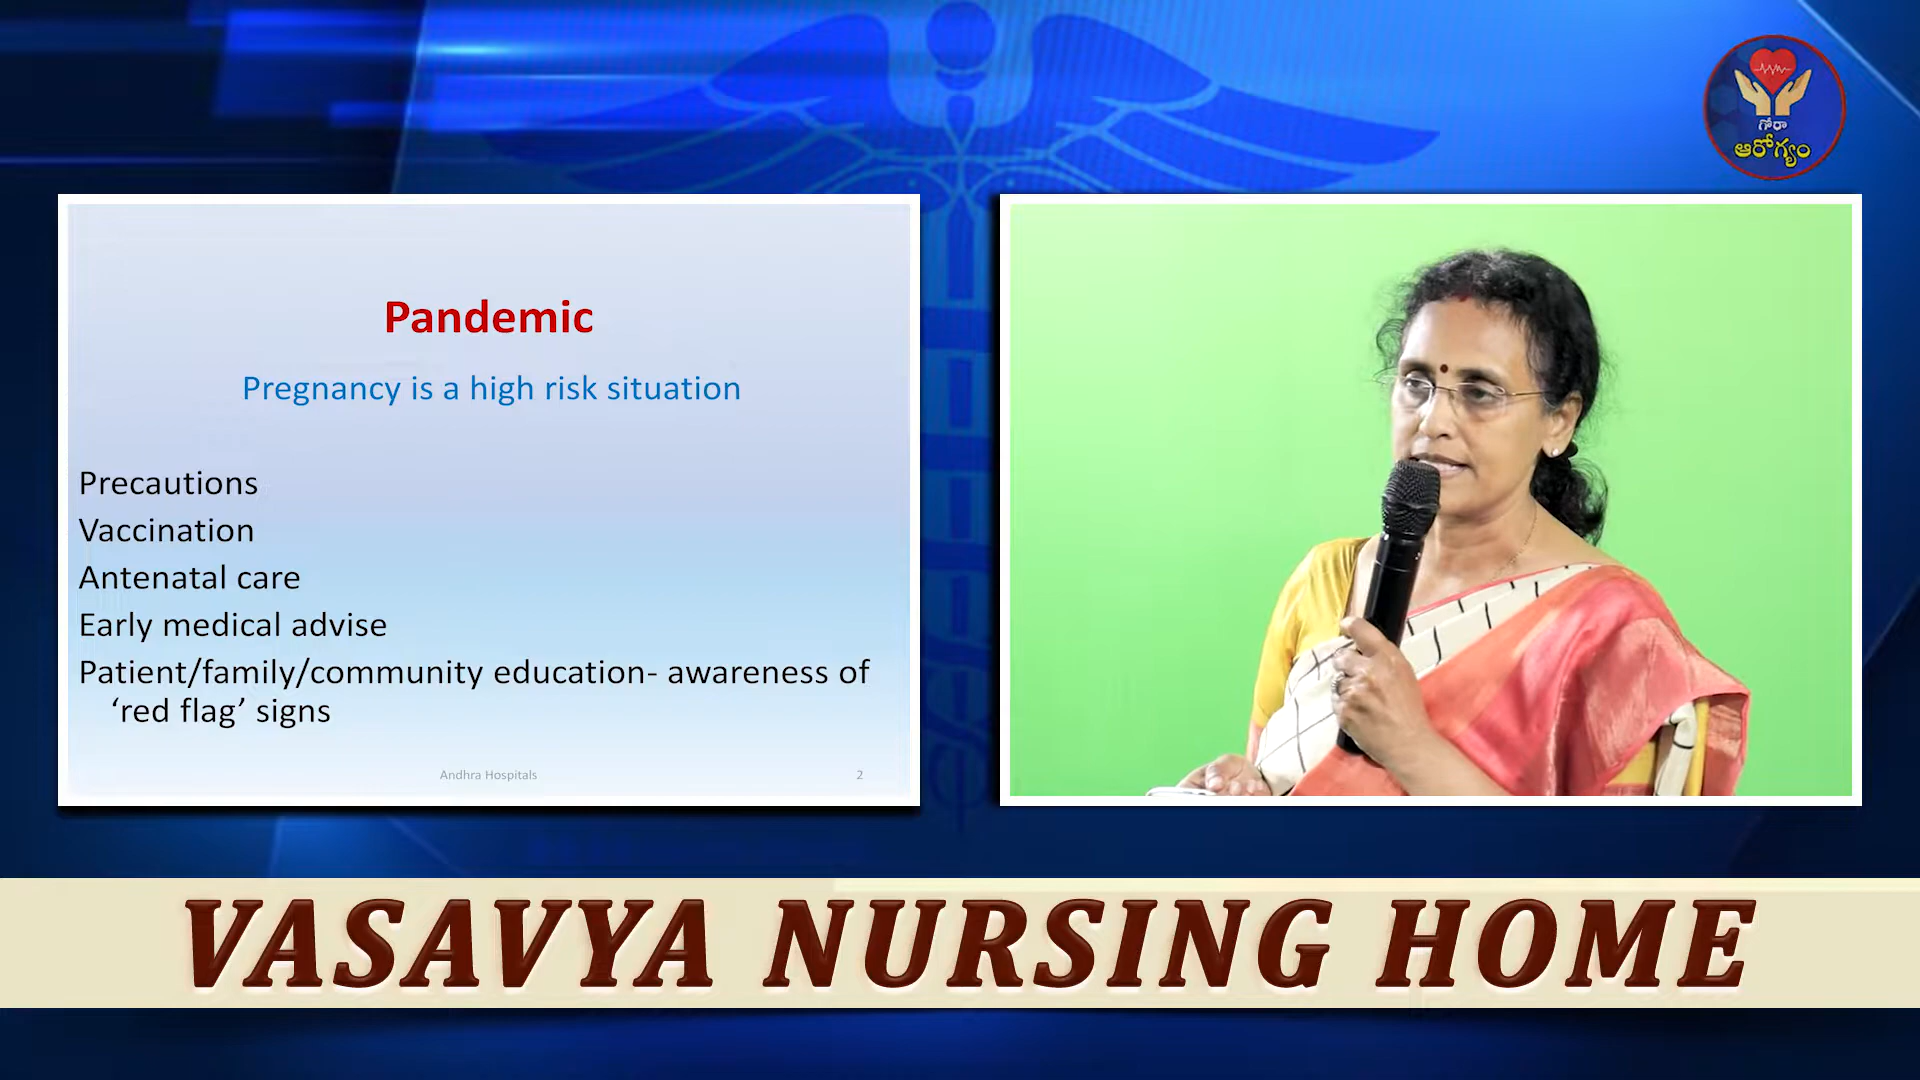 గోరా
ఆరోగ్యం
Pandemic
Pregnancy is a high risk situation
Precautions
Vaccination
Antenatal care
Early medical advise
Patient/family/community education- awareness of
‘red flag’ signs
Andhra Hospitals 2
VASAVYA NURSING HOME